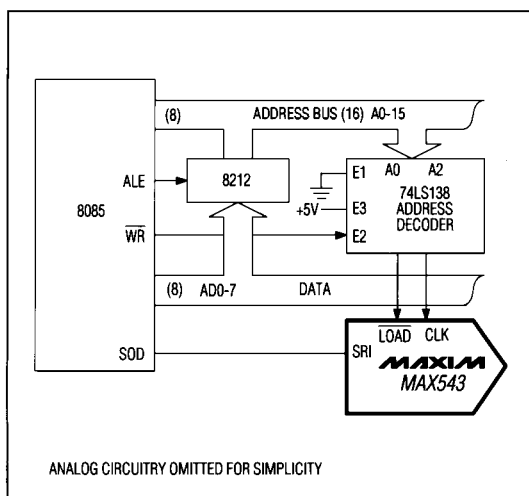 (8) ADDRESS BUS (16) A0-15
ALE
8212
E1 A0 A2
74LS138
ADDRESS
DECODER
+5V
E3
E2
8085
WR
(8) AD0-7 DATA
LOAD CLK
SOD
SRI
MAXIM
MAX543
ANALOG CIRCUITRY OMITTED FOR SIMPLICITY